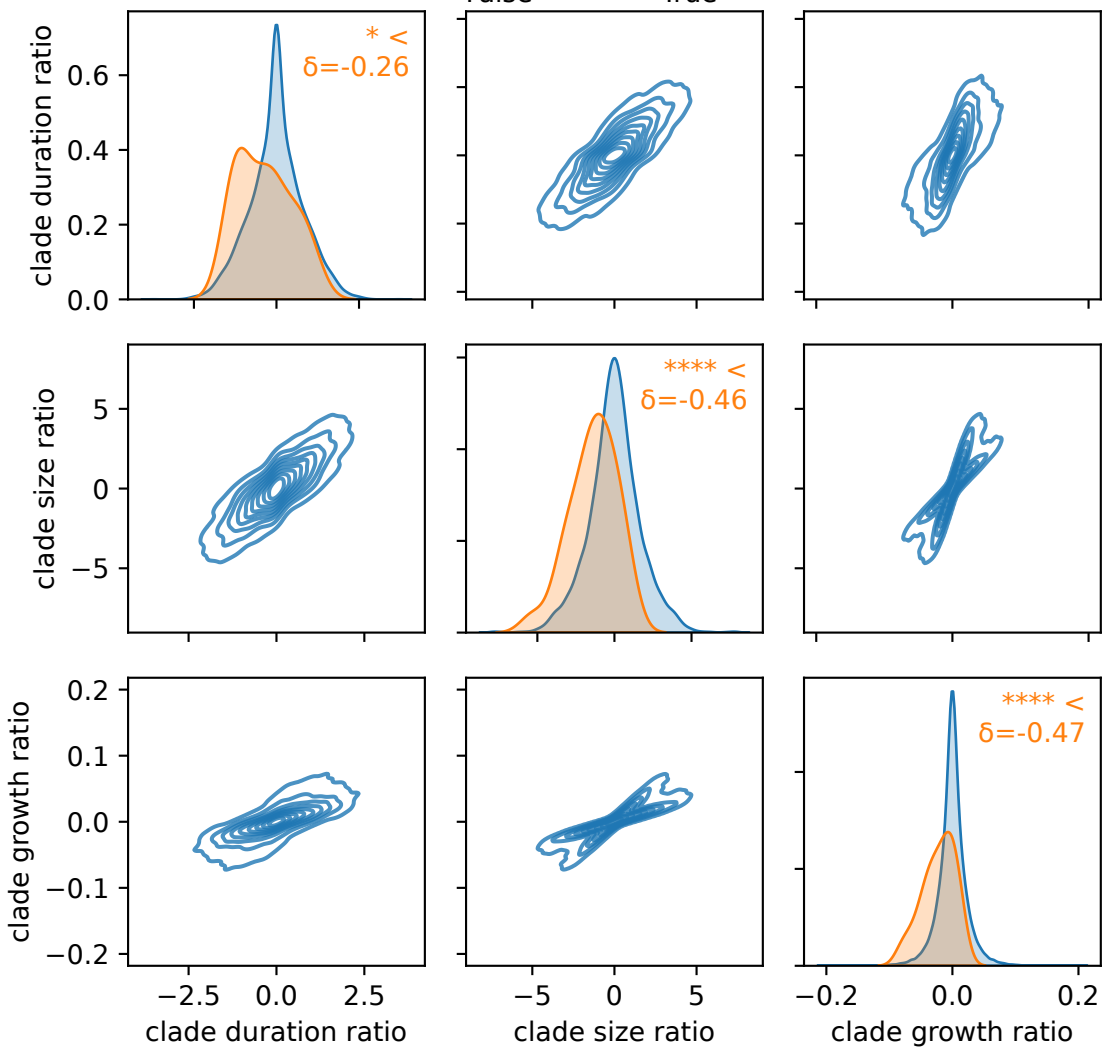 clade duration ratio
0.6
0.4
0.2
0.0
* <
δ=-0.26
clade size ratio
5
0
−5
**** <
δ=-0.46
clade growth ratio
0.2
0.1
0.0
−0.1
−0.2
**** <
δ=-0.47
−2.5 0.0 2.5
−5 0 5
−0.2 0.0 0.2
clade duration ratio
clade size ratio
clade growth ratio